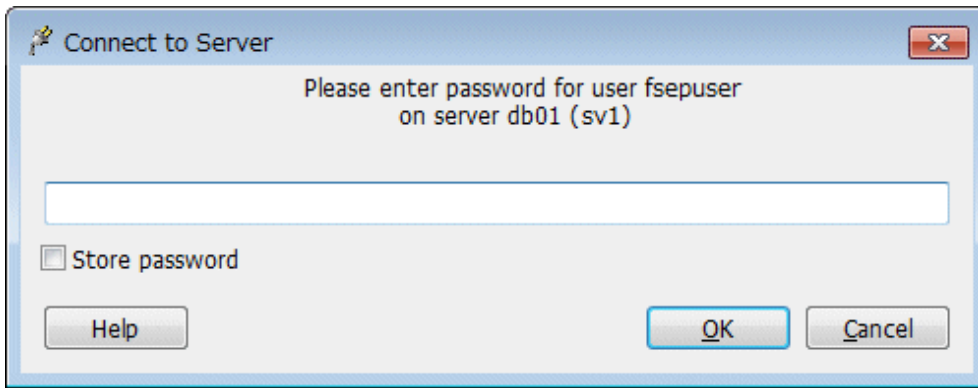 Connect to Server
Please enter password for user fsepuser
on server db01 (sv1)
Store password
Help
OK
Cancel